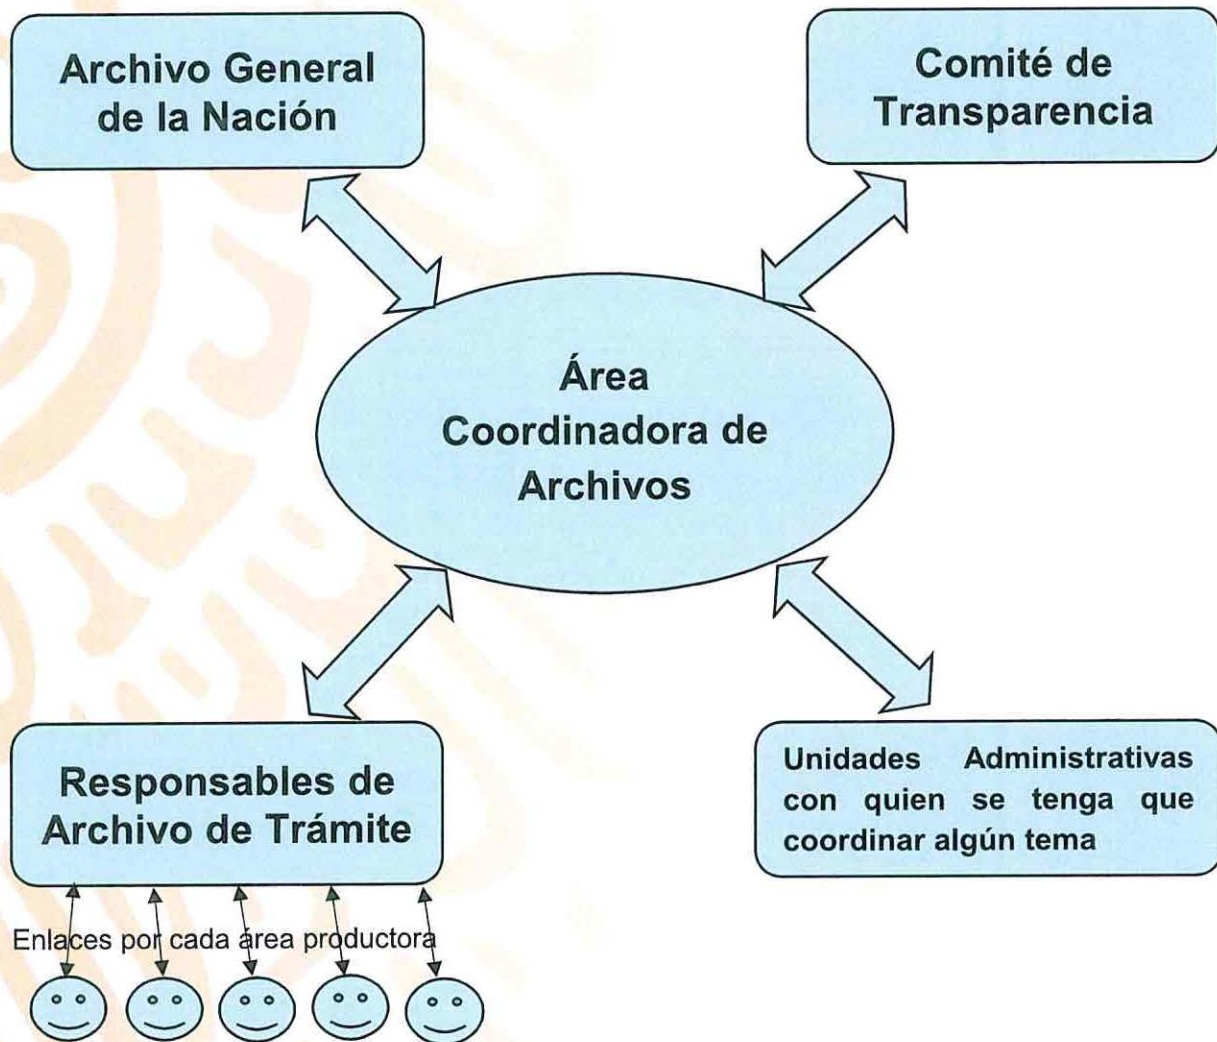 Archivo General
de la Nación
Comité de
Transparencia
Área
Coordinadora de
Archivos
Responsables de
Archivo de Trámite
Unidades Administrativas
con quien se tenga que
coordinar algún tema
Enlaces por cada área productora